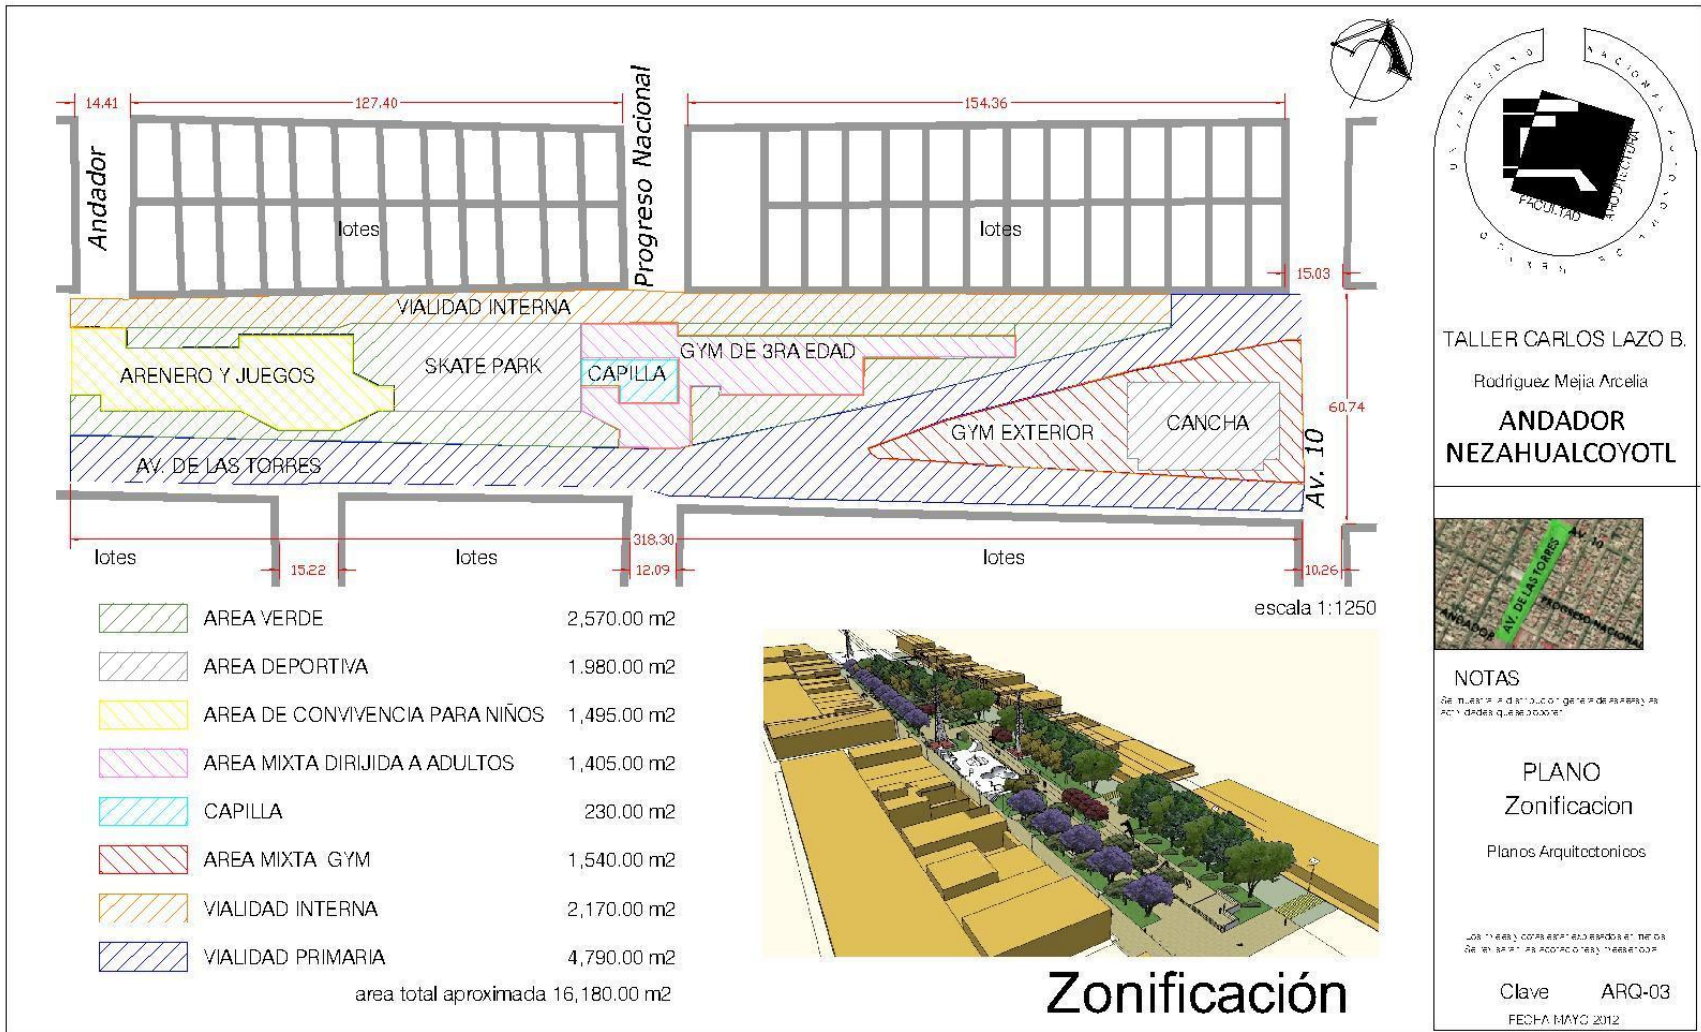 14.41
127.40
154.36
Andador
Progreso Nacional
lotes
lotes
15.03
VIALIDAD INTERNA
ARENERO Y JUEGOS
SKATE PARK
GYM DE 3RA EDAD
CAPILLA
GYM EXTERIOR
CANCHA
60.74
AV. DE LAS TORRES
Av. 10
318.30
lotes
lotes
lotes
15.22
12.09
10.26
escala 1:1250
AREA VERDE 2,570.00 m2
AREA DEPORTIVA 1.980.00 m2
AREA DE CONVIVENCIA PARA NIÑOS 1,495.00 m2
AREA MIXTA DIRIJIDA A ADULTOS 1,405.00 m2
CAPILLA 230.00 m2
AREA MIXTA GYM 1,540.00 m2
VIALIDAD INTERNA 2,170.00 m2
VIALIDAD PRIMARIA 4,790.00 m2
area total aproximada 16,180.00 m2
Zonificación
UNIVERSIDAD NACIONAL AUTONOMA DE MEXICO
FACULTAD
ARQUITECTURA
TALLER CARLOS LAZO B.
Rodriguez Mejia Arcelia
ANDADOR
NEZAHUALCOYOTL
AV. 10
AV. DE LAS TORRES
PROGRESO NACIONAL
ANDADOR
NOTAS
PLANO
Zonificacion
Planos Arquitectonicos
Clave ARQ-03
FECHA MAYO 2012